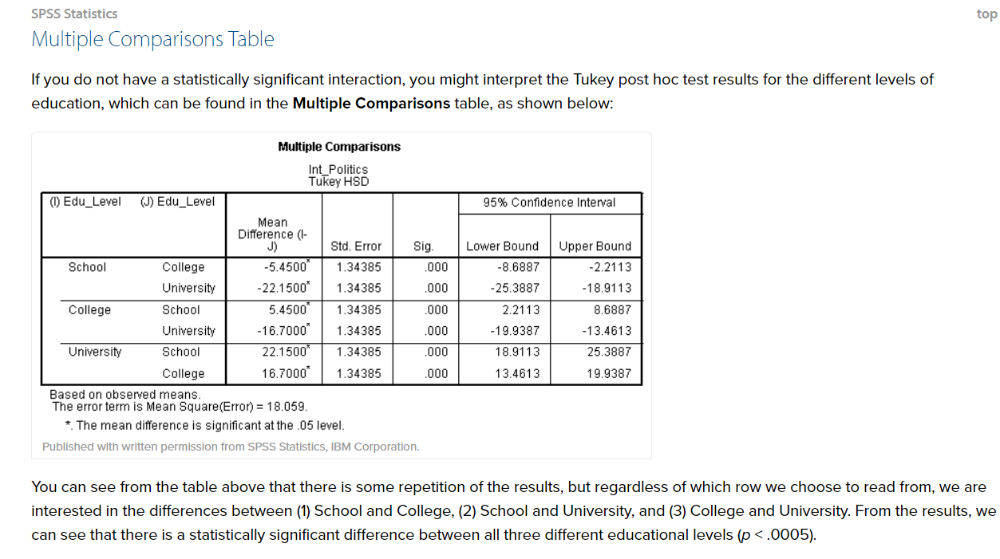 SPSS Statistics top
Multiple Comparisons Table
If you do not have a statistically significant interaction, you might interpret the Tukey post hoc test results for the different levels of
education, which can be found in the Multiple Comparisons table, as shown below:
Multiple Comparisons
Int_Politics
Tukey HSD
(I) Edu_Level (J) Edu_Level 95% Confidence Interval
Mean
Difference (I-
J) Std. Error Sig. Lower Bound Upper Bound
School College -5.4500* 1.34385 .000 -8.6887 -2.2113
University -22.1500* 1.34385 .000 -25.3887 -18.9113
College School 5.4500* 1.34385 .000 2.2113 8.6887
University -16.7000* 1.34385 .000 -19.9387 -13.4613
University School 22.1500* 1.34385 .000 18.9113 25.3887
College 16.7000* 1.34385 .000 13.4613 19.9387
Based on observed means.
The error term is Mean Square(Error) = 18.059.
*. The mean difference is significant at the .05 level.
Published with written permission from SPSS Statistics, IBM Corporation.
You can see from the table above that there is some repetition of the results, but regardless of which row we choose to read from, we are
interested in the differences between (1) School and College, (2) School and University, and (3) College and University. From the results, we
can see that there is a statistically significant difference between all three different educational levels (p < .0005).